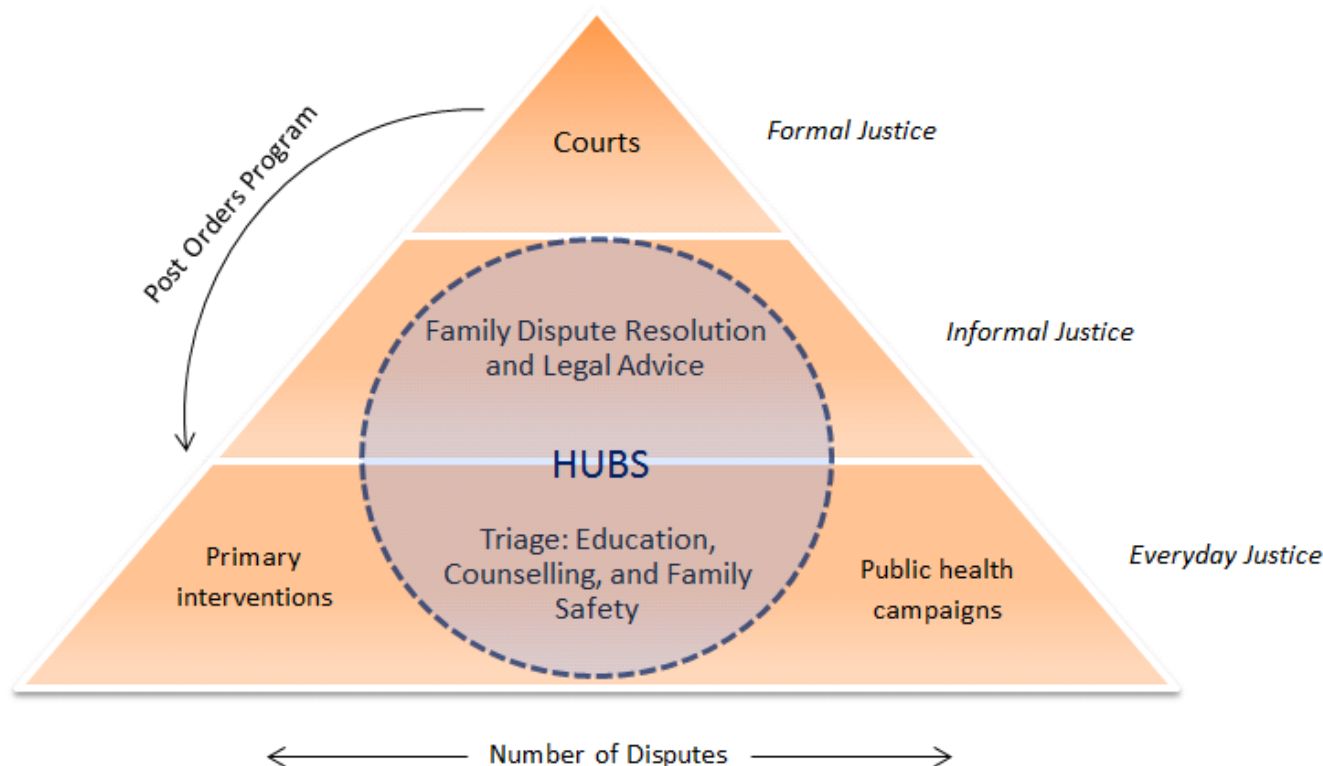 Courts
Formal Justice
Post Orders Program
Family Dispute Resolution
and Legal Advice
Informal Justice
HUBS
Primary
interventions
Triage: Education,
Counselling, and Family
Safety
Public health
campaigns
Everyday Justice
Number of Disputes